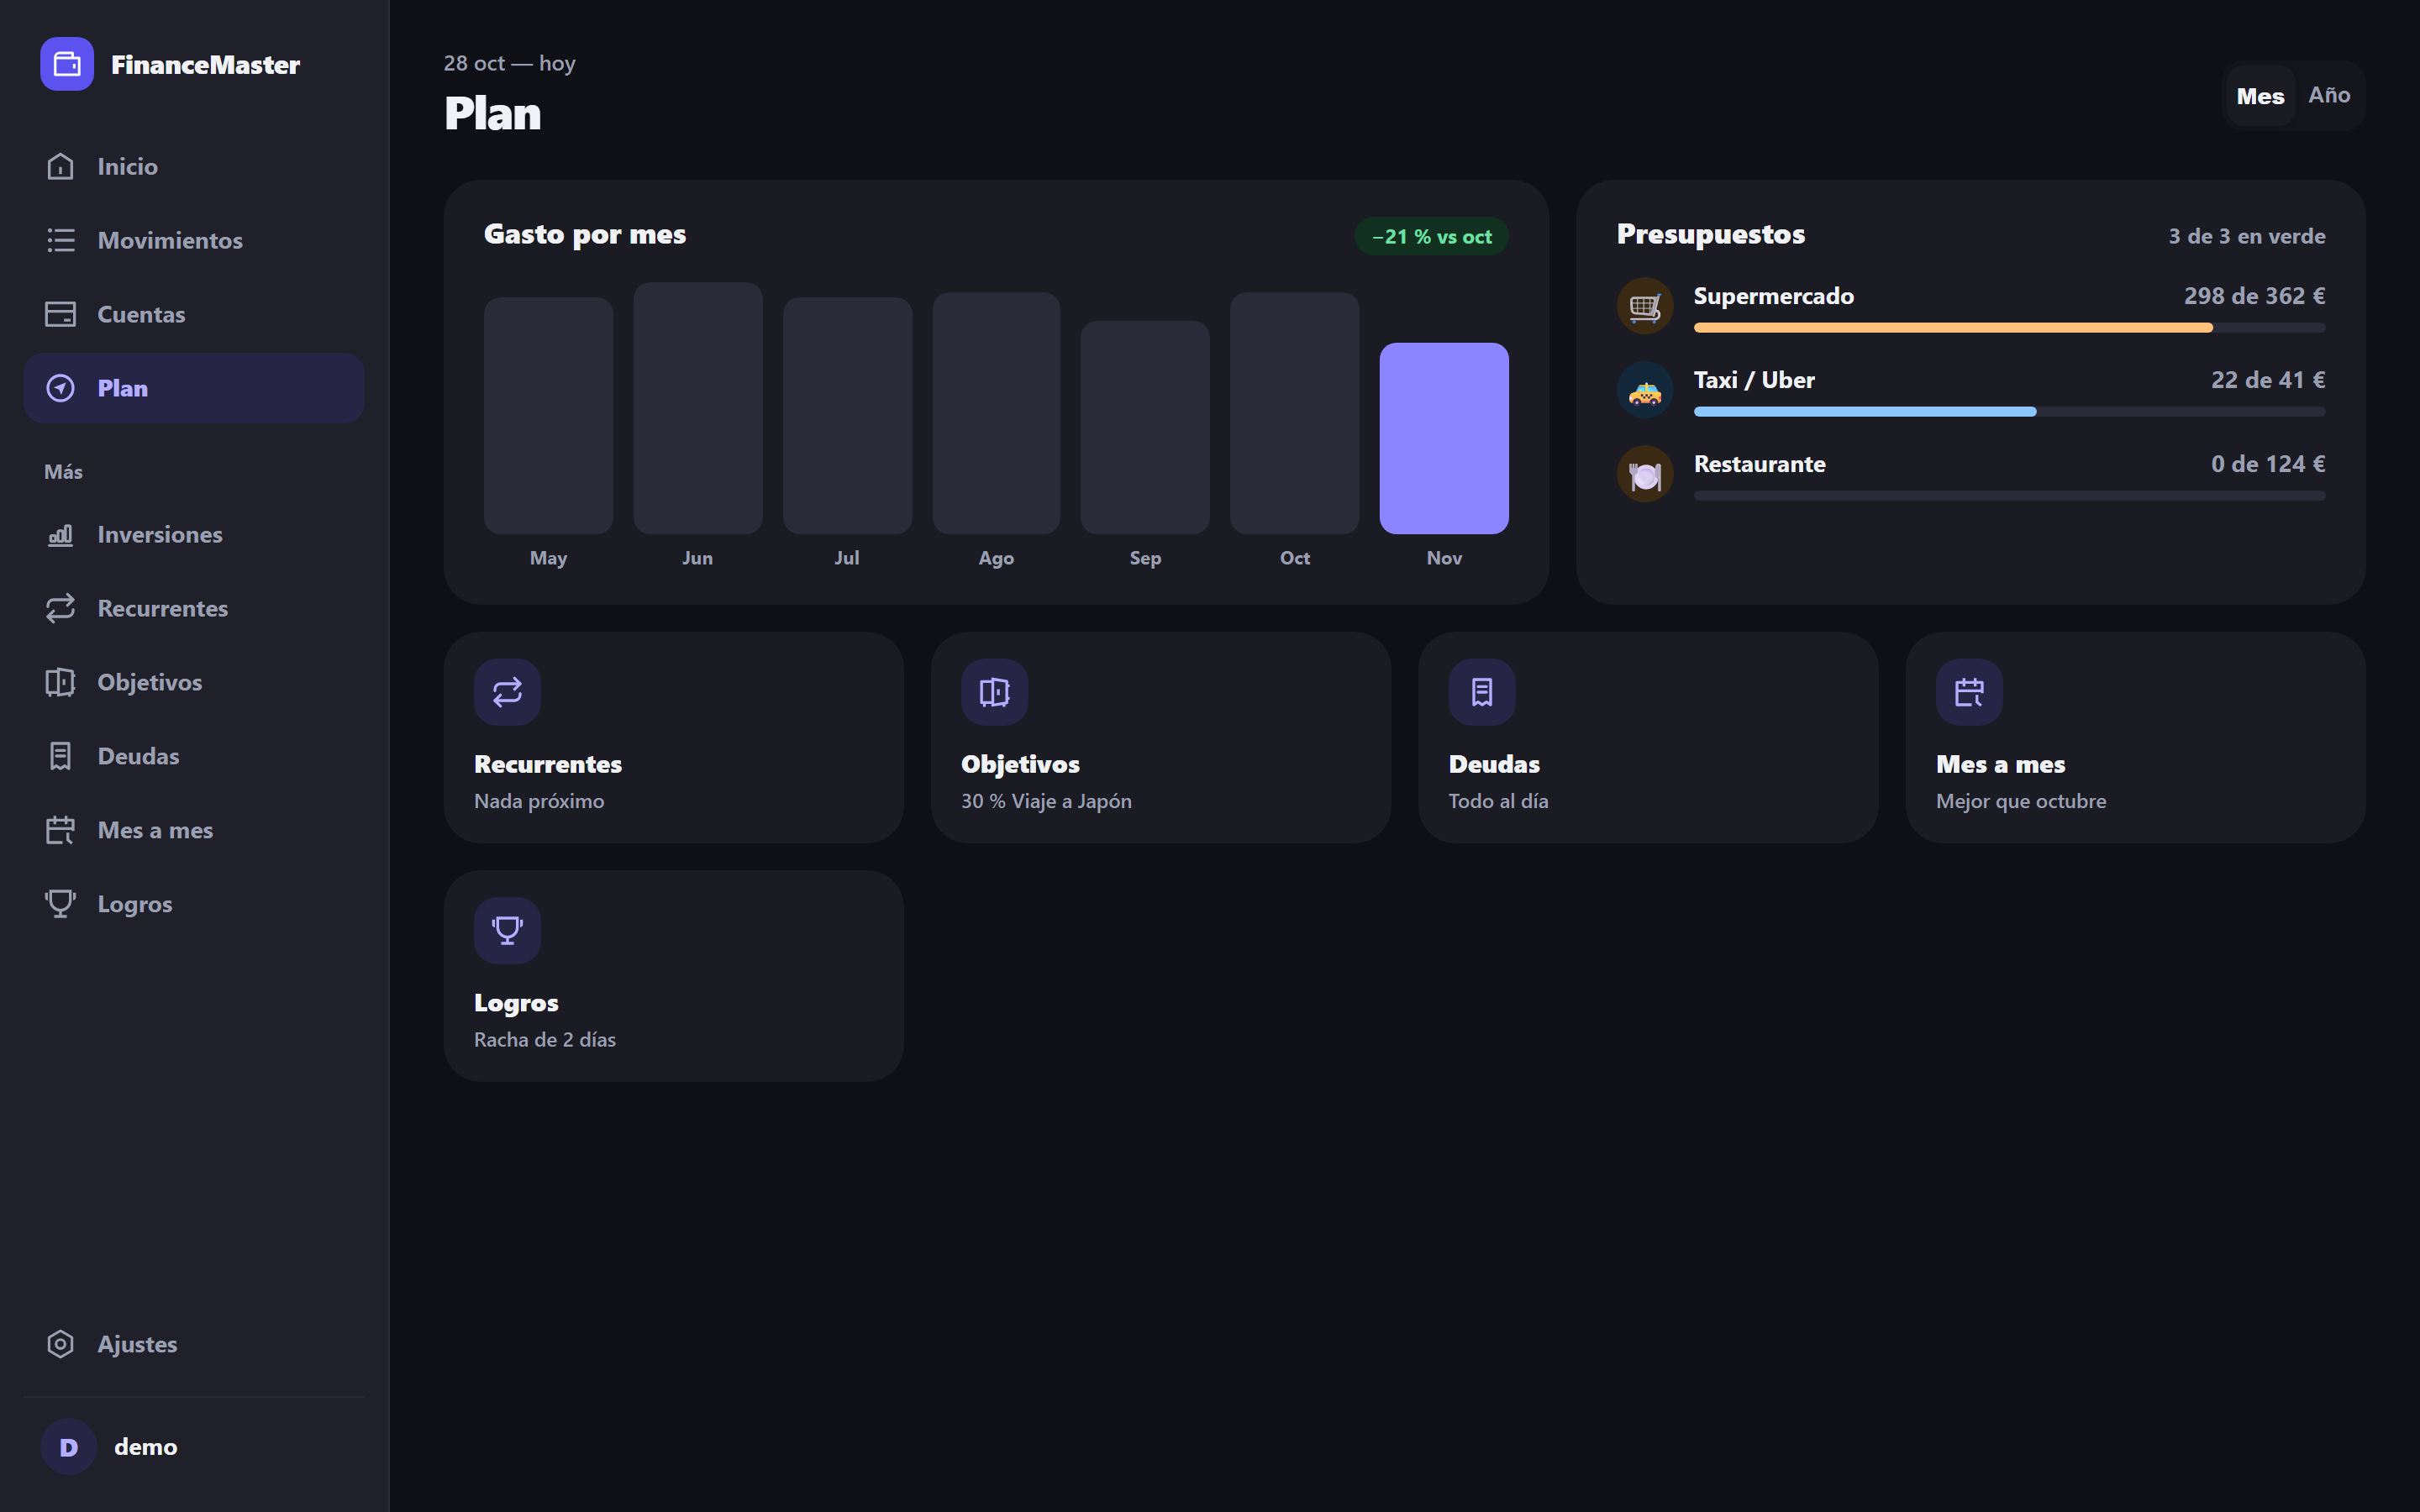 FinanceMaster
Inicio
Movimientos
Cuentas
Plan
Más
Inversiones
Recurrentes
Objetivos
Deudas
Mes a mes
Logros
Ajustes
D
demo
28 oct — hoy
Plan
Mes
Año
Gasto por mes
−21 % vs oct
May
Jun
Jul
Ago
Sep
Oct
Nov
Presupuestos
3 de 3 en verde
Supermercado
298 de 362 €
Taxi / Uber
22 de 41 €
Restaurante
0 de 124 €
Recurrentes
Nada próximo
Objetivos
30 % Viaje a Japón
Deudas
Todo al día
Mes a mes
Mejor que octubre
Logros
Racha de 2 días